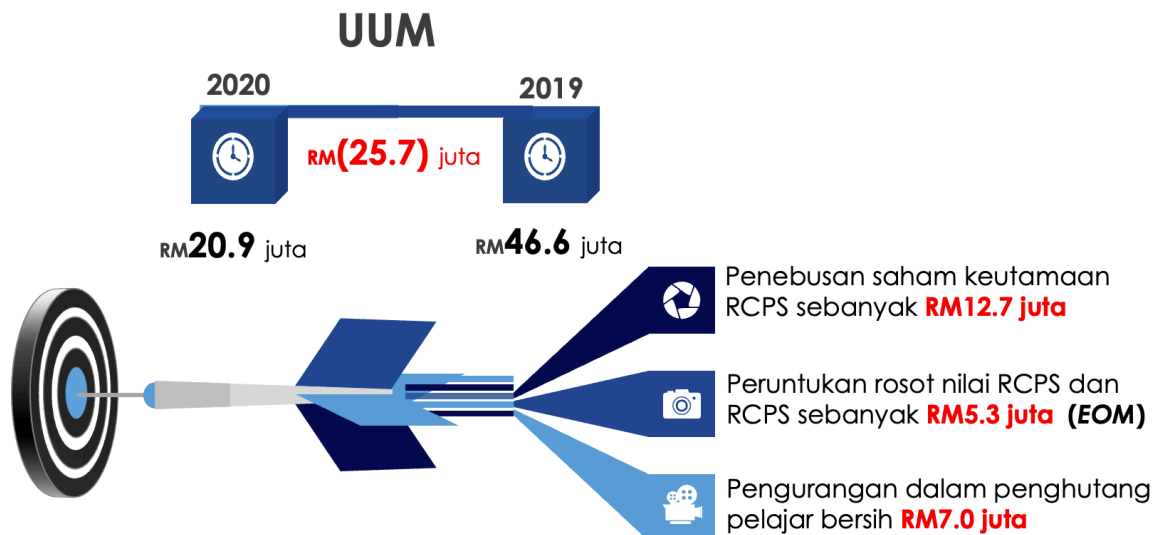 UUM
2020
2019
RM(25.7) juta
RM20.9 juta
RM46.6 juta
Penebusan saham keutamaan
RCPS sebanyak RM12.7 juta
Peruntukan rosot nilai RCPS dan
RCPS sebanyak RM5.3 juta (EOM)
Pengurangan dalam penghutang
pelajar bersih RM7.0 juta